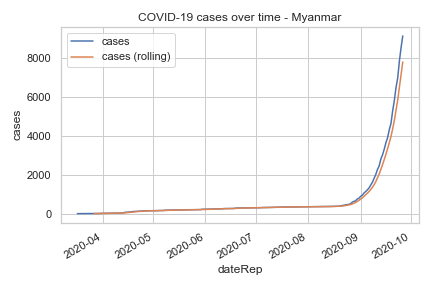 COVID-19 cases over time - Myanmar
cases
cases (rolling)
8000
6000
4000
2000
0
cases
2020-04
2020-05
2020-06
2020-07
2020-08
2020-09
2020-10
dateRep